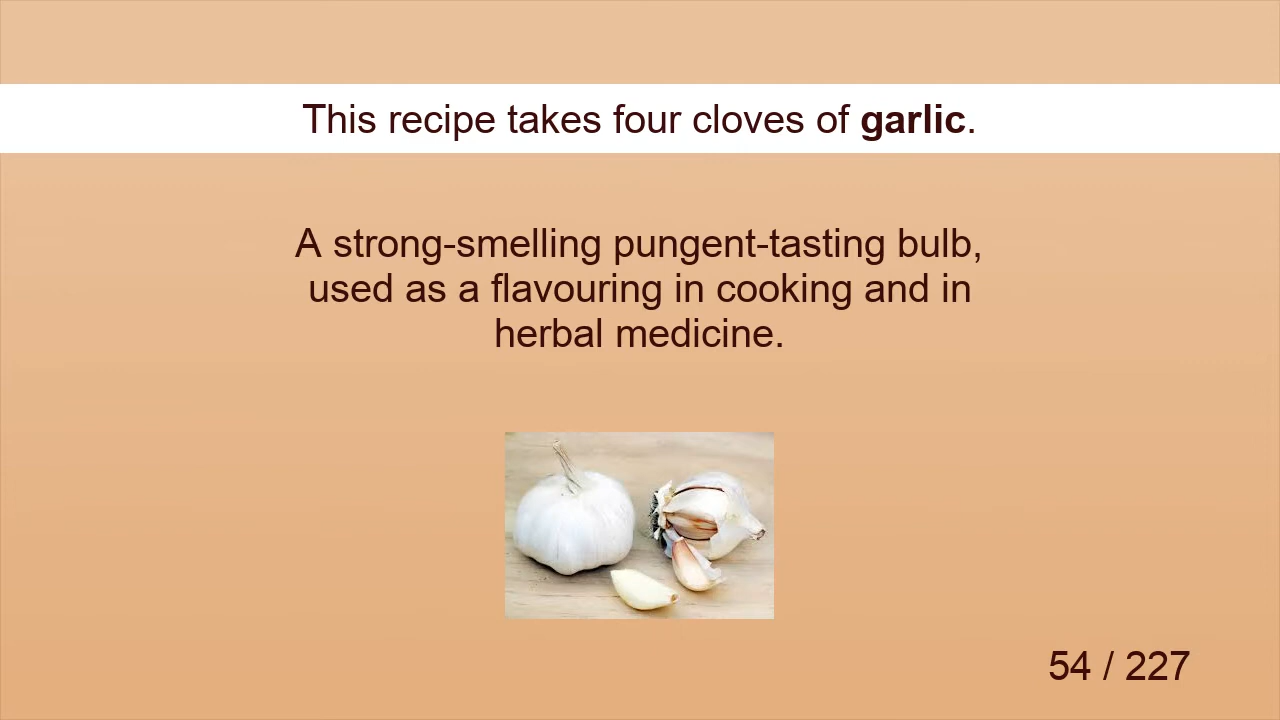 This recipe takes four cloves of garlic.
A strong-smelling pungent-tasting bulb,
used as a flavouring in cooking and in
herbal medicine.
54 / 227